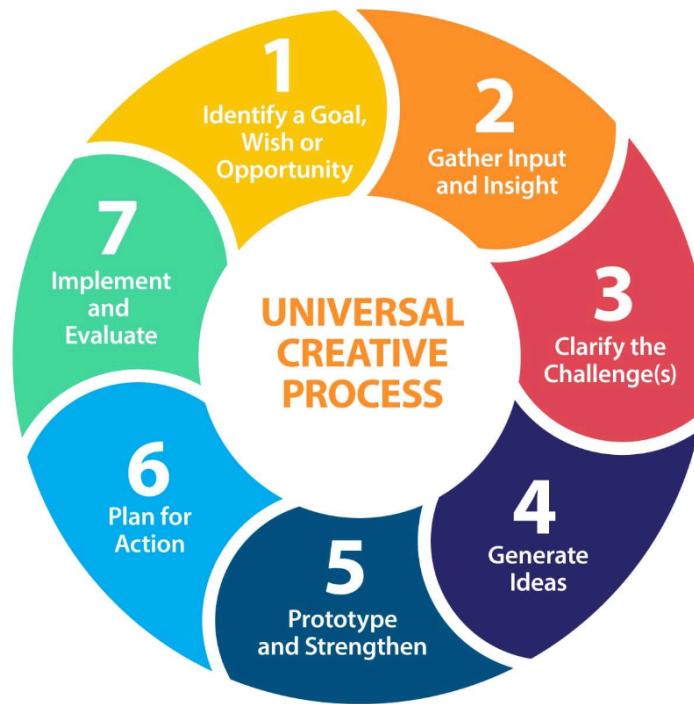 UNIVERSAL
CREATIVE
PROCESS
1
Identify a Goal,
Wish or
Opportunity
2
Gather Input
and Insight
3
Clarify the
Challenge(s)
4
Generate
Ideas
5
Prototype
and Strengthen
6
Plan for
Action
7
Implement
and
Evaluate